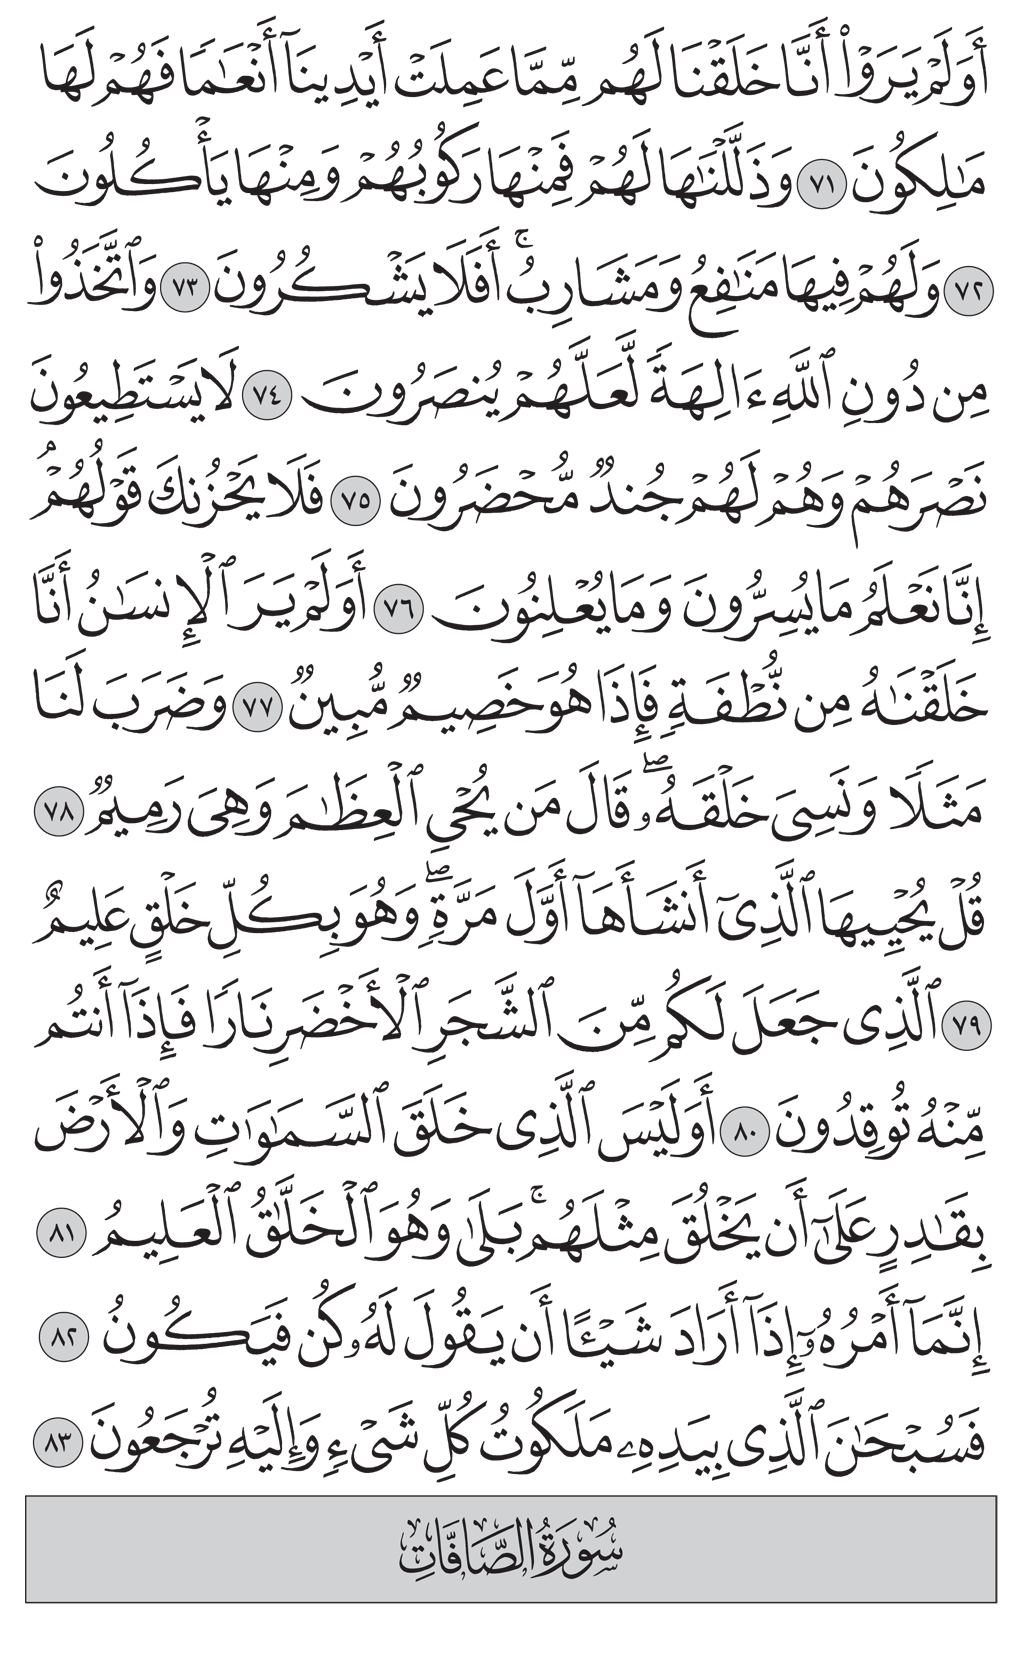 أَوَلَمۡ يَرَوۡاْ أَنَّا خَلَقۡنَا لَهُم مِّمَّا عَمِلَتۡ أَيۡدِينَآ أَنۡعَٰمٗا فَهُمۡ لَهَا
مَٰلِكُونَ ٧١ وَذَلَّلۡنَٰهَا لَهُمۡ فَمِنۡهَا رَكُوبُهُمۡ وَمِنۡهَا يَأۡكُلُونَ
٧٢ وَلَهُمۡ فِيهَا مَنَٰفِعُ وَمَشَارِبُۚ أَفَلَا يَشۡكُرُونَ ٧٣ وَٱتَّخَذُواْ
مِن دُونِ ٱللَّهِ ءَالِهَةٗ لَّعَلَّهُمۡ يُنصَرُونَ ٧٤ لَا يَسۡتَطِيعُونَ
نَصۡرَهُمۡ وَهُمۡ لَهُمۡ جُندٞ مُّحۡضَرُونَ ٧٥ فَلَا يَحۡزُنكَ قَوۡلُهُمۡۘ
إِنَّا نَعۡلَمُ مَا يُسِرُّونَ وَمَا يُعۡلِنُونَ ٧٦ أَوَلَمۡ يَرَ ٱلۡإِنسَٰنُ أَنَّا
خَلَقۡنَٰهُ مِن نُّطۡفَةٖ فَإِذَا هُوَ خَصِيمٞ مُّبِينٞ ٧٧ وَضَرَبَ لَنَا
مَثَلٗا وَنَسِيَ خَلۡقَهُۥۖ قَالَ مَن يُحۡيِ ٱلۡعِظَٰمَ وَهِيَ رَمِيمٞ ٧٨
قُلۡ يُحۡيِيهَا ٱلَّذِيٓ أَنشَأَهَآ أَوَّلَ مَرَّةٖۖ وَهُوَ بِكُلِّ خَلۡقٍ عَلِيمٌ
٧٩ ٱلَّذِي جَعَلَ لَكُم مِّنَ ٱلشَّجَرِ ٱلۡأَخۡضَرِ نَارٗا فَإِذَآ أَنتُم
مِّنۡهُ تُوقِدُونَ ٨٠ أَوَلَيۡسَ ٱلَّذِي خَلَقَ ٱلسَّمَٰوَٰتِ وَٱلۡأَرۡضَ
بِقَٰدِرٍ عَلَىٰٓ أَن يَخۡلُقَ مِثۡلَهُمۚ بَلَىٰ وَهُوَ ٱلۡخَلَّٰقُ ٱلۡعَلِيمُ ٨١
إِنَّمَآ أَمۡرُهُۥٓ إِذَآ أَرَادَ شَيۡـًٔا أَن يَقُولَ لَهُۥ كُن فَيَكُونُ ٨٢
فَسُبۡحَٰنَ ٱلَّذِي بِيَدِهِۦ مَلَكُوتُ كُلِّ شَيۡءٖ وَإِلَيۡهِ تُرۡجَعُونَ ٨٣
سُورَةُ الصَّافَّاتِ